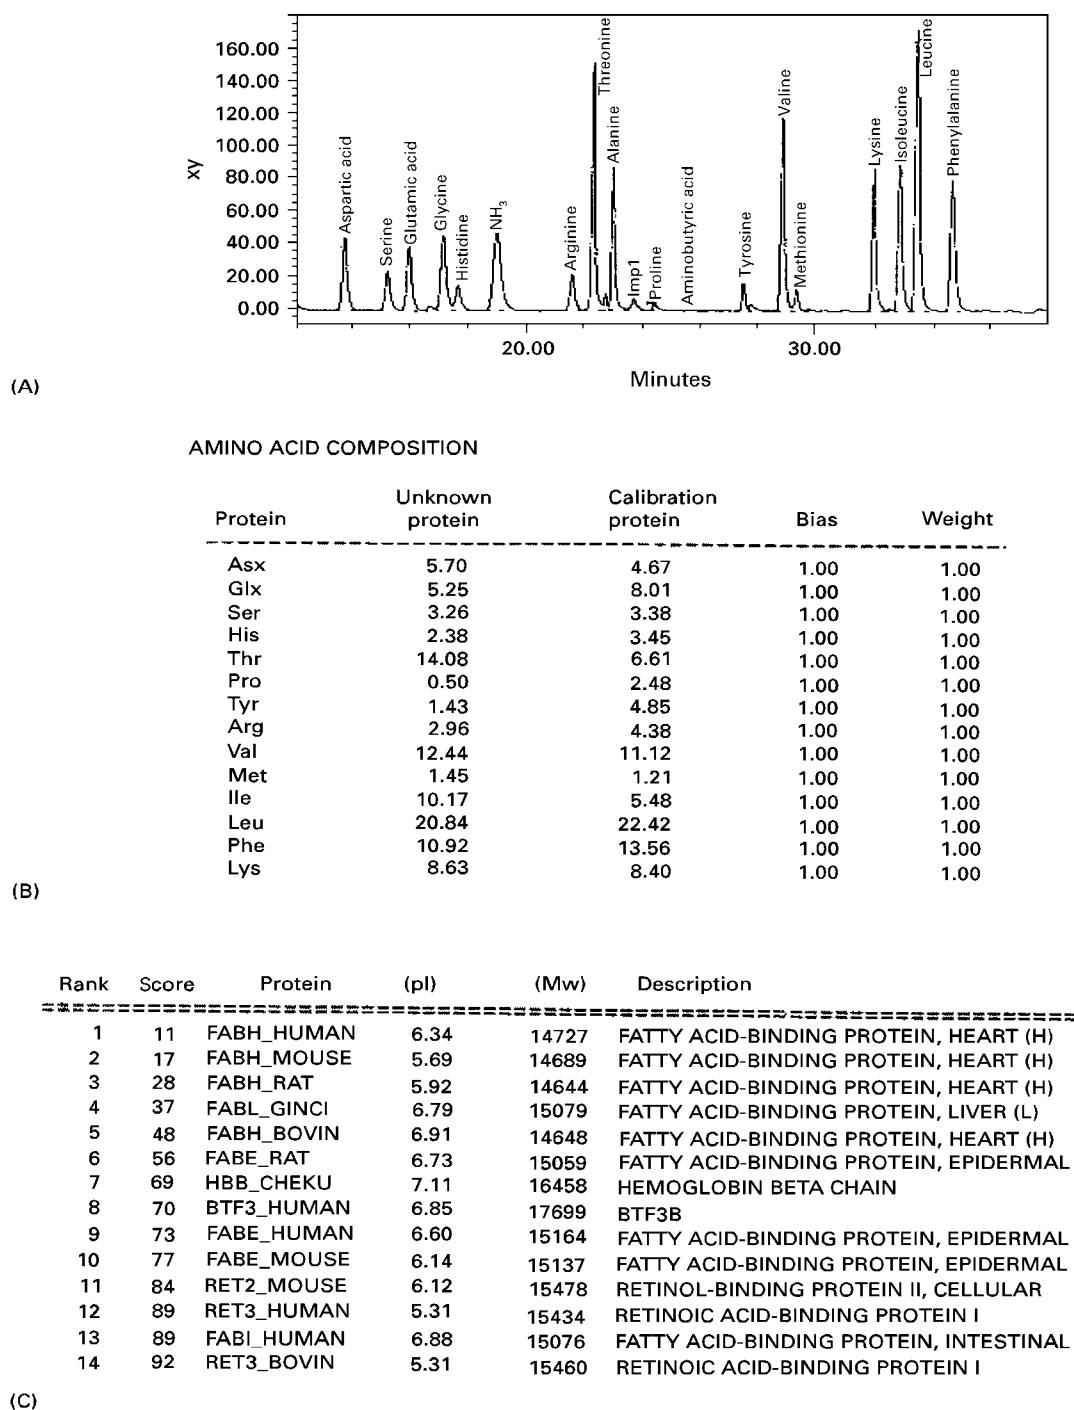 160.00
140.00
120.00
100.00
80.00
60.00
40.00
20.00
0.00
xy
Aspartic acid
Serine
Glutamic acid
Glycine
Histidine
NH3
Arginine
Threonine
Alanine
Imp1
Proline
Aminobutyric acid
Tyrosine
Valine
Methionine
Lysine
Isoleucine
Leucine
Phenylalanine
20.00 30.00
Minutes
(A)
AMINO ACID COMPOSITION
Unknown Calibration
Protein protein protein Bias Weight
Asx 5.70 4.67 1.00 1.00
Glx 5.25 8.01 1.00 1.00
Ser 3.26 3.38 1.00 1.00
His 2.38 3.45 1.00 1.00
Thr 14.08 6.61 1.00 1.00
Pro 0.50 2.48 1.00 1.00
Tyr 1.43 4.85 1.00 1.00
Arg 2.96 4.38 1.00 1.00
Val 12.44 11.12 1.00 1.00
Met 1.45 1.21 1.00 1.00
Ile 10.17 5.48 1.00 1.00
Leu 20.84 22.42 1.00 1.00
Phe 10.92 13.56 1.00 1.00
Lys 8.63 8.40 1.00 1.00
(B)
Rank Score Protein (pI) (Mw) Description
1 11 FABH_HUMAN 6.34 14727 FATTY ACID-BINDING PROTEIN, HEART (H)
2 17 FABH_MOUSE 5.69 14689 FATTY ACID-BINDING PROTEIN, HEART (H)
3 28 FABH_RAT 5.92 14644 FATTY ACID-BINDING PROTEIN, HEART (H)
4 37 FABL_GINCI 6.79 15079 FATTY ACID-BINDING PROTEIN, LIVER (L)
5 48 FABH_BOVIN 6.91 14648 FATTY ACID-BINDING PROTEIN, HEART (H)
6 56 FABE_RAT 6.73 15059 FATTY ACID-BINDING PROTEIN, EPIDERMAL
7 69 HBB_CHEKU 7.11 16458 HEMOGLOBIN BETA CHAIN
8 70 BTF3_HUMAN 6.85 17699 BTF3B
9 73 FABE_HUMAN 6.60 15164 FATTY ACID-BINDING PROTEIN, EPIDERMAL
10 77 FABE_MOUSE 6.14 15137 FATTY ACID-BINDING PROTEIN, EPIDERMAL
11 84 RET2_MOUSE 6.12 15478 RETINOL-BINDING PROTEIN II, CELLULAR
12 89 RET3_HUMAN 5.31 15434 RETINOIC ACID-BINDING PROTEIN I
13 89 FABI_HUMAN 6.88 15076 FATTY ACID-BINDING PROTEIN, INTESTINAL
14 92 RET3_BOVIN 5.31 15460 RETINOIC ACID-BINDING PROTEIN I
(C)